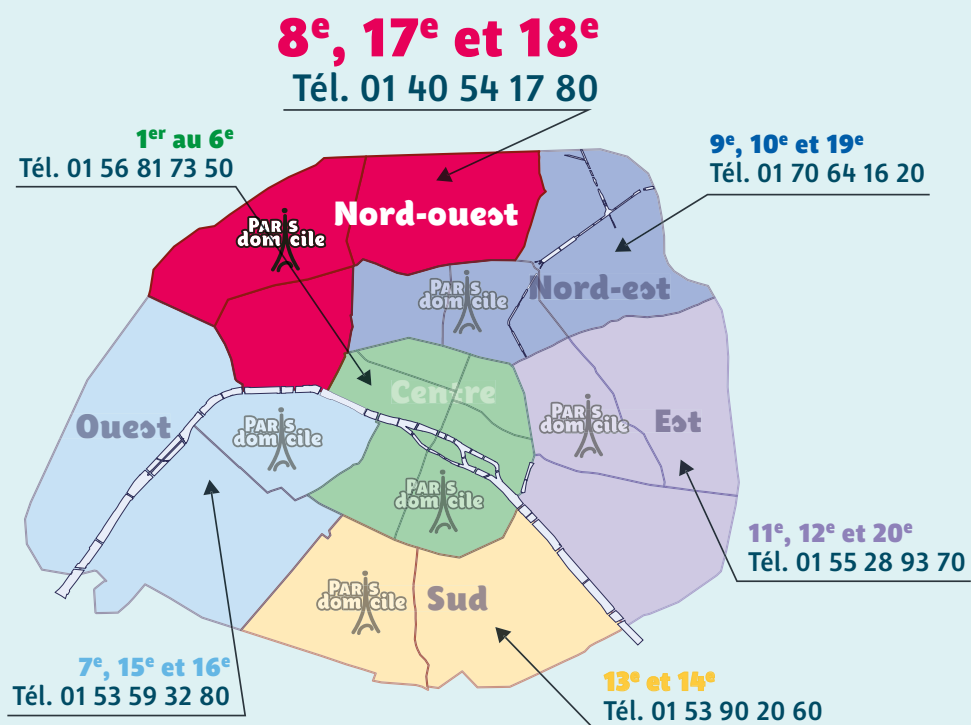 8e, 17e et 18e
Tél. 01 40 54 17 80
1er au 6e
Tél. 01 56 81 73 50
9e, 10e et 19e
Tél. 01 70 64 16 20
Nord-ouest
PARIS
domicile
PARIS
domicile
Nord-est
Centre
Ouest
PARIS
domicile
PARIS
domicile
Est
PARIS
domicile
11e, 12e et 20e
Tél. 01 55 28 93 70
PARIS
domicile
Sud
7e, 15e et 16e
Tél. 01 53 59 32 80
13e et 14e
Tél. 01 53 90 20 60